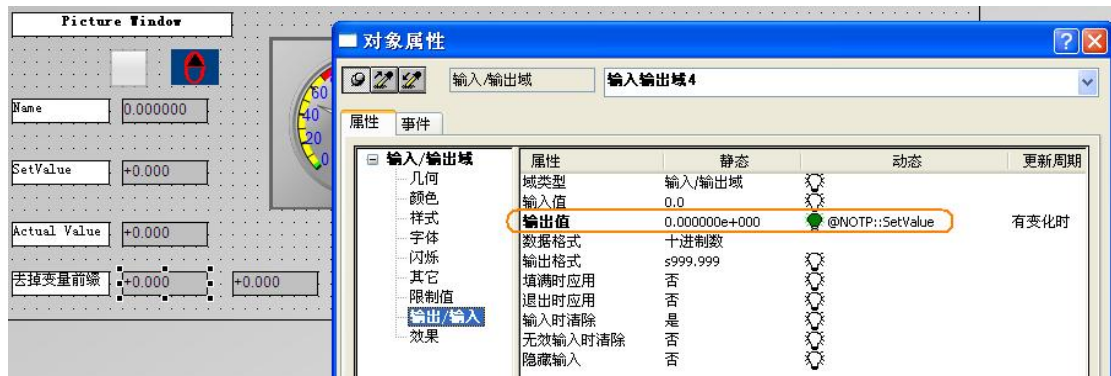 Picture Window
Name
0.000000
SetValue
+0.000
Actual Value
+0.000
去掉变量前缀
+0.000
+0.000
60
40
20
0
对象属性
输入/输出域
输入输出域4
属性
事件
输入/输出域
几何
颜色
样式
字体
闪烁
其它
限制值
输出/输入
效果
属性 静态 动态 更新周期
域类型 输入/输出域
输入值 0.0
输出值 0.000000e+000 @NOTP::SetValue 有变化时
数据格式 十进制数
输出格式 s999.999
填满时应用 否
退出时应用 否
输入时清除 是
无效输入时清除 否
隐藏输入 否